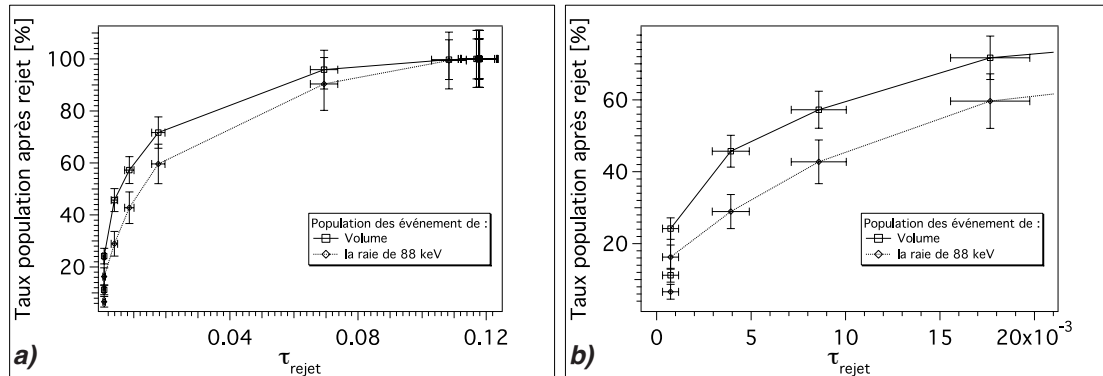 Taux population après rejet [%]
100
80
60
40
20
0.04
0.08
0.12
τrejet
Population des événement de :
Volume
la raie de 88 keV
a)
Taux population après rejet [%]
60
40
20
0
5
10
15
20x10⁻³
τrejet
Population des événement de :
Volume
la raie de 88 keV
b)